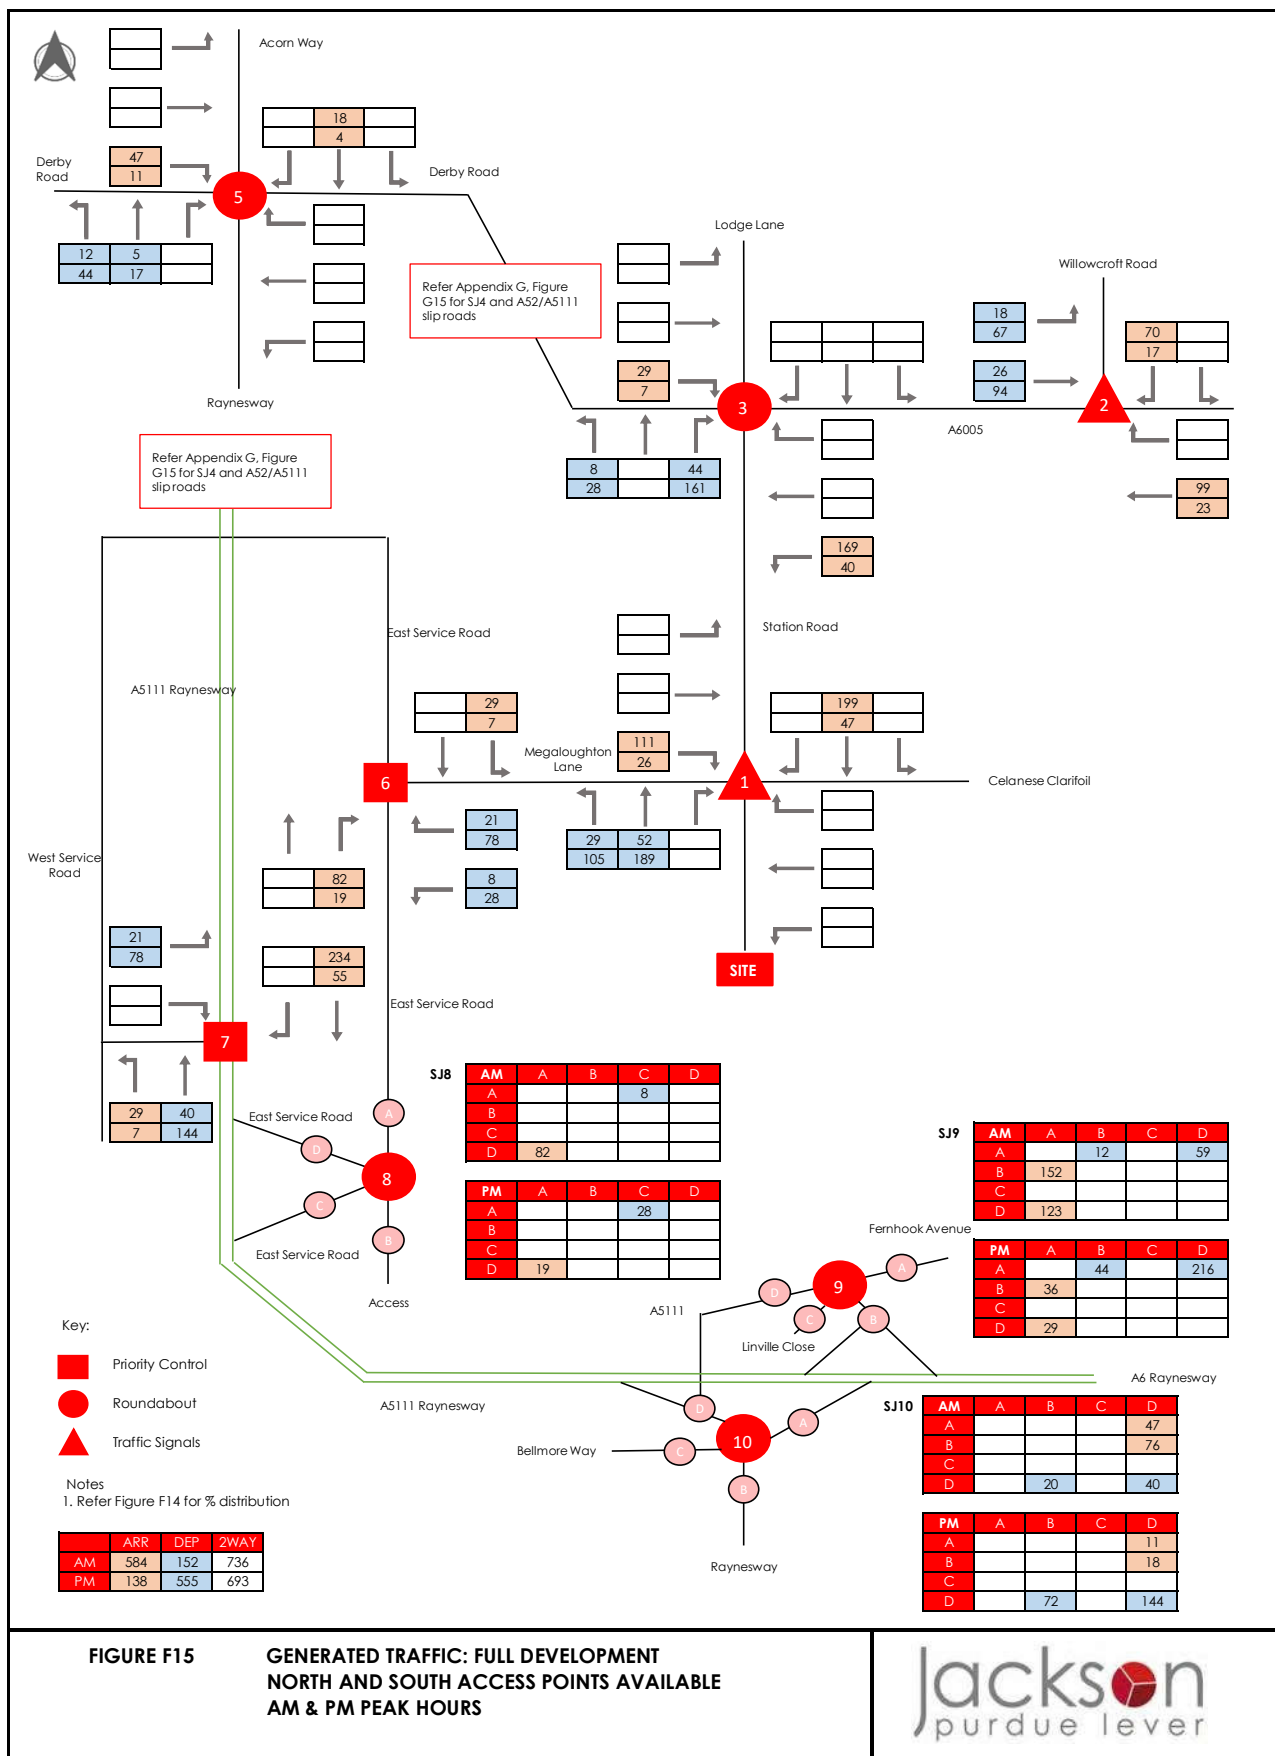 Acorn Way
18
4
Derby
Road
47
11
Derby Road
5
12 5
44 17
Raynesway
Refer Appendix G, Figure
G15 for SJ4 and A52/A5111
slip roads
Lodge Lane
Willowcroft Road
18
67
70
17
26
94
29
7
3
2
A6005
8 44
28 161
99
23
169
40
Refer Appendix G, Figure
G15 for SJ4 and A52/A5111
slip roads
East Service Road
Station Road
A5111 Raynesway
29
7
199
47
Megaloughton
Lane
111
26
6
1
Celanese Clarifoil
21
78
29 52
105 189
West Service
Road
82
19
8
28
21
78
234
55
SITE
East Service Road
7
29 40
7 144
East Service Road
A
D
8
C
B
East Service Road
Access
SJ8
AM A B C D
A 8
B
C
D 82
PM A B C D
A 28
B
C
D 19
SJ9
AM A B C D
A 12 59
B 152
C
D 123
PM A B C D
A 44 216
B 36
C
D 29
Fernhook Avenue
A
9
D
C
B
A5111
Linville Close
A6 Raynesway
A5111 Raynesway
D
A
10
C
B
Bellmore Way
Raynesway
SJ10
AM A B C D
A 47
B 76
C
D 20 40
PM A B C D
A 11
B 18
C
D 72 144
Key:
Priority Control
Roundabout
Traffic Signals
Notes
1. Refer Figure F14 for % distribution
ARR DEP 2WAY
AM 584 152 736
PM 138 555 693
FIGURE F15
GENERATED TRAFFIC: FULL DEVELOPMENT
NORTH AND SOUTH ACCESS POINTS AVAILABLE
AM & PM PEAK HOURS
Jackson
purdue lever